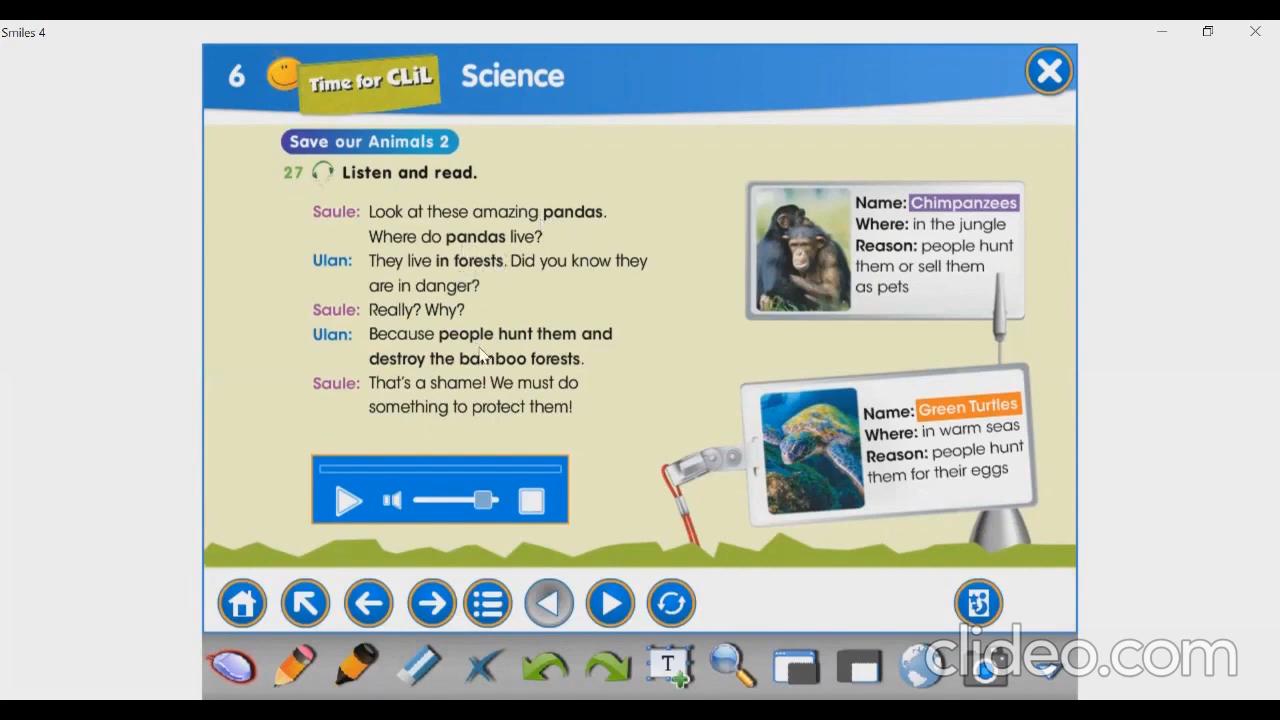 Smiles 4
6 Time for CLiL Science
Save our Animals 2
27 Listen and read.
Saule: Look at these amazing pandas.
Where do pandas live?
Ulan: They live in forests. Did you know they
are in danger?
Saule: Really? Why?
Ulan: Because people hunt them and
destroy the bamboo forests.
Saule: That's a shame! We must do
something to protect them!
Name: Chimpanzees
Where: in the jungle
Reason: people hunt
them or sell them
as pets
Name: Green Turtles
Where: in warm seas
Reason: people hunt
them for their eggs
T
clideo.com